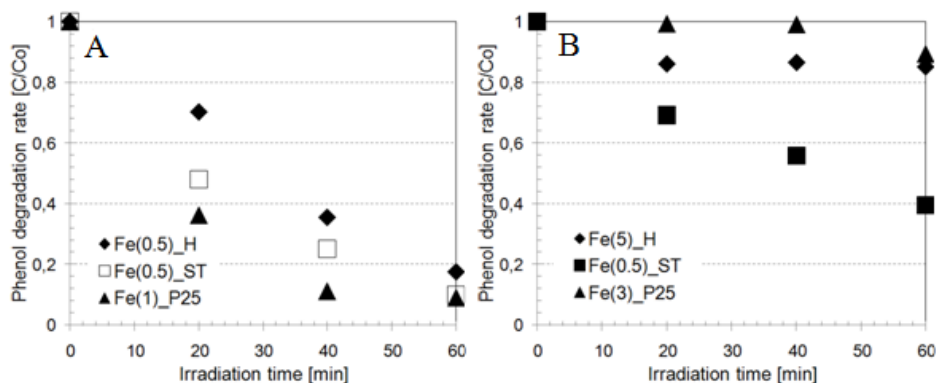 A
Phenol degradation rate [C/Co]
1
0,8
0,6
0,4
0,2
0
Fe(0.5)_H
Fe(0.5)_ST
Fe(1)_P25
0 10 20 30 40 50 60
Irradiation time [min]
B
Phenol degradation rate [C/Co]
1
0,8
0,6
0,4
0,2
0
Fe(5)_H
Fe(0.5)_ST
Fe(3)_P25
0 10 20 30 40 50 60
Irradiation time [min]